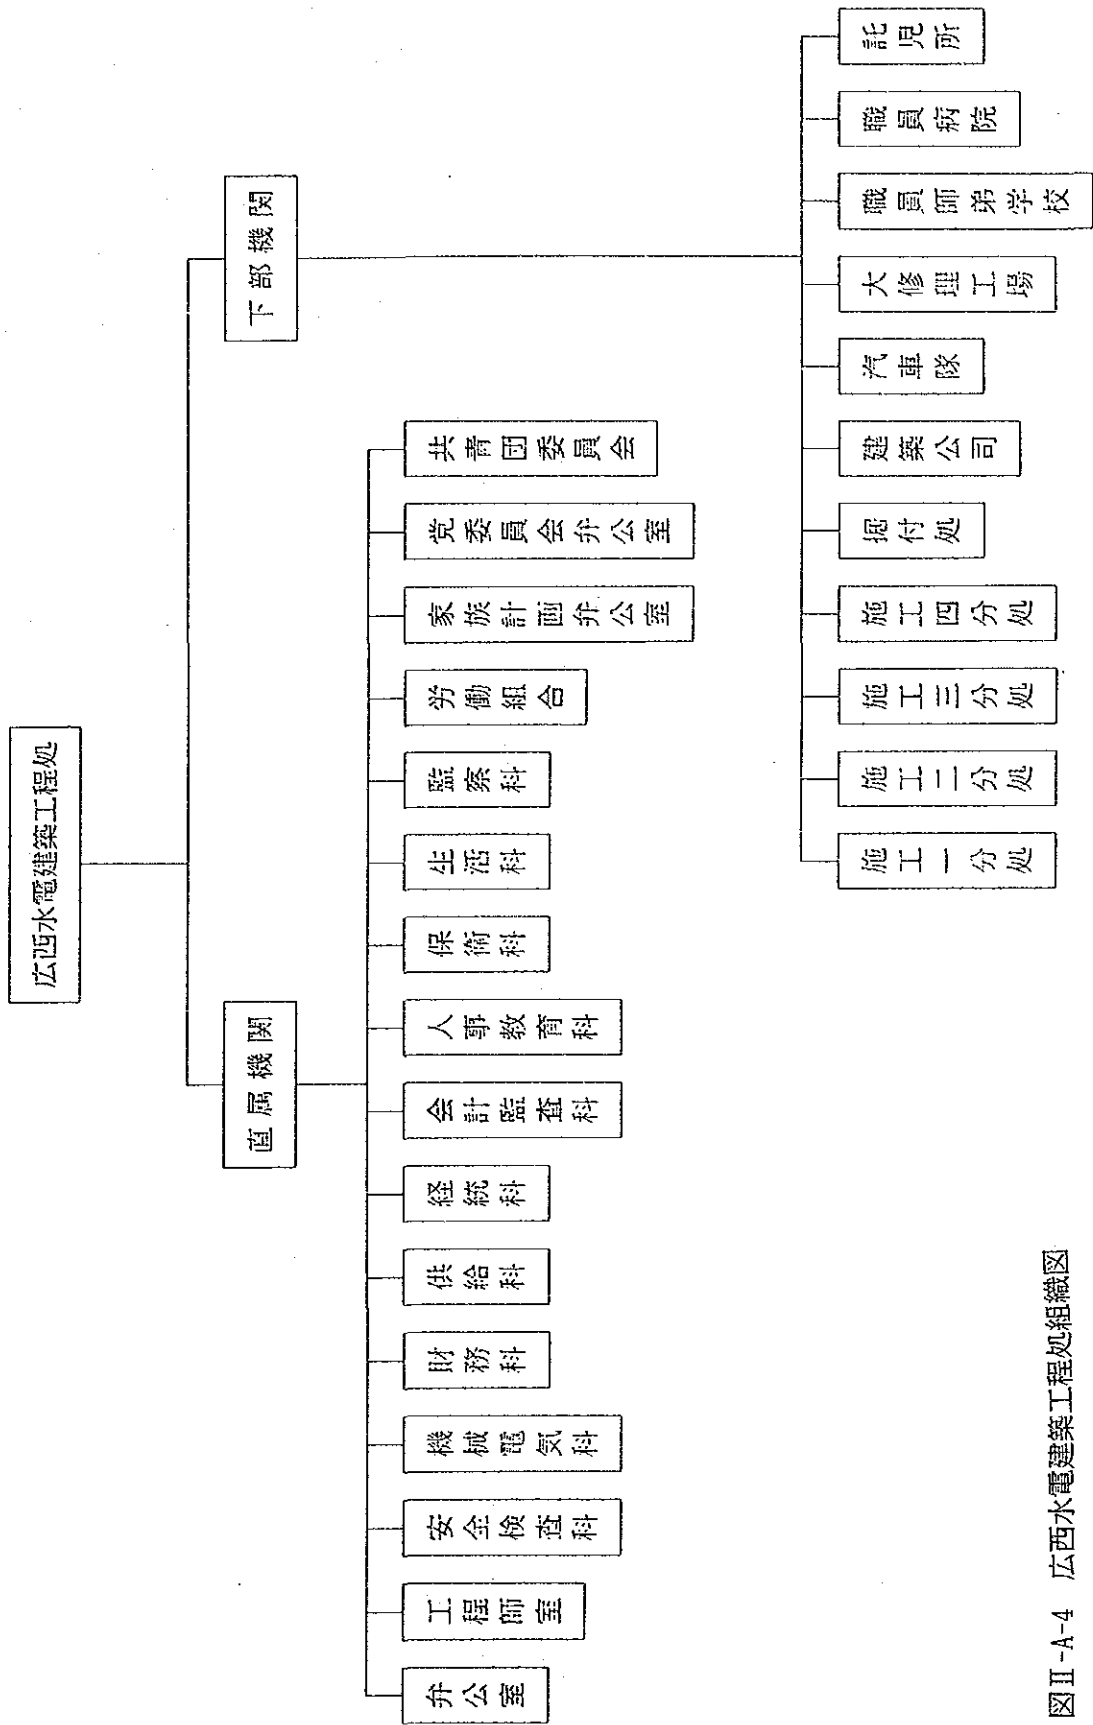 広西水電建築工程処
直属機関
下部機関
弁公室
工程師室
安全検査科
機械電気科
財務科
供給科
経統科
会計監査科
人事教育科
保衛科
生活科
監察科
労働組合
家族計画弁公室
党委員会弁公室
共青団委員会
施工一分処
施工二分処
施工三分処
施工四分処
据付処
建築公司
汽車隊
大修理工場
職員師弟学校
職員病院
託児所
図Ⅱ-A-4 広西水電建築工程処組織図